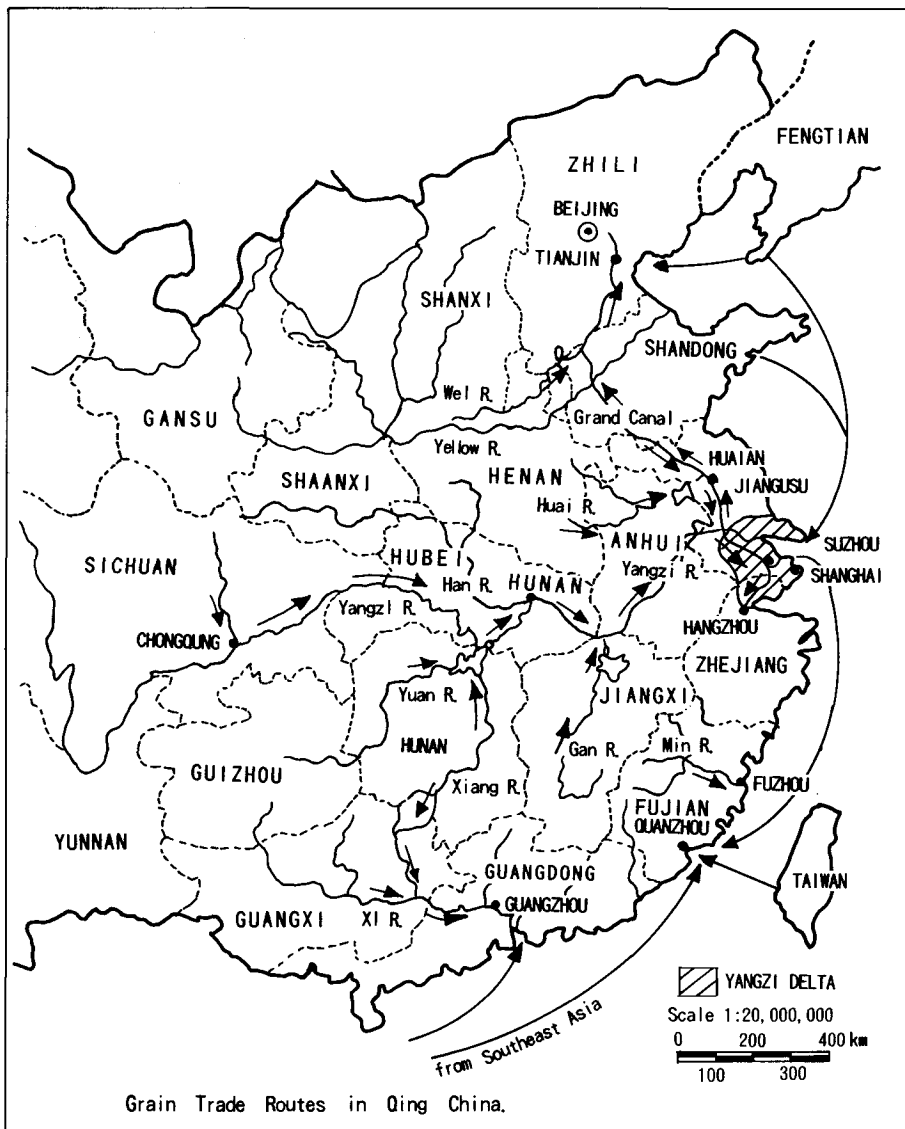 FENGTIAN
ZHILI
BEIJING
TIANJIN
SHANXI
SHANDONG
Wei R.
GANSU
Grand Canal
Yellow R.
HUAIAN
HENAN
JIANGUSU
SHAANXI
Huai R.
ANHUI
SUZHOU
HUBEI
SICHUAN
Han R.
HUNAN
Yangzi R.
SHANGHAI
Yangzi R.
HANGZHOU
CHONGQUNG
ZHEJIANG
Yuan R.
JIANGXI
HUNAN
Gan R.
Min R.
GUIZHOU
Xiang R.
FUZHOU
FUJIAN
QUANZHOU
YUNNAN
GUANGDONG
TAIWAN
GUANGZHOU
GUANGXI
XI R.
YANGZI DELTA
from Southeast Asia
Scale 1:20,000,000
0 200 400 km
100 300
Grain Trade Routes in Qing China.